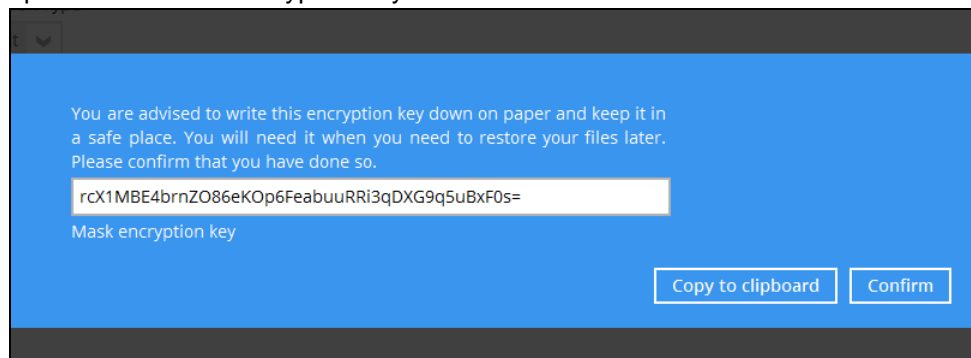 You are advised to write this encryption key down on paper and keep it in
a safe place. You will need it when you need to restore your files later.
Please confirm that you have done so.
rcX1MBE4brnZO86eKOp6FeabuuRRi3qDXG9q5uBxF0s=
Mask encryption key
Copy to clipboard Confirm